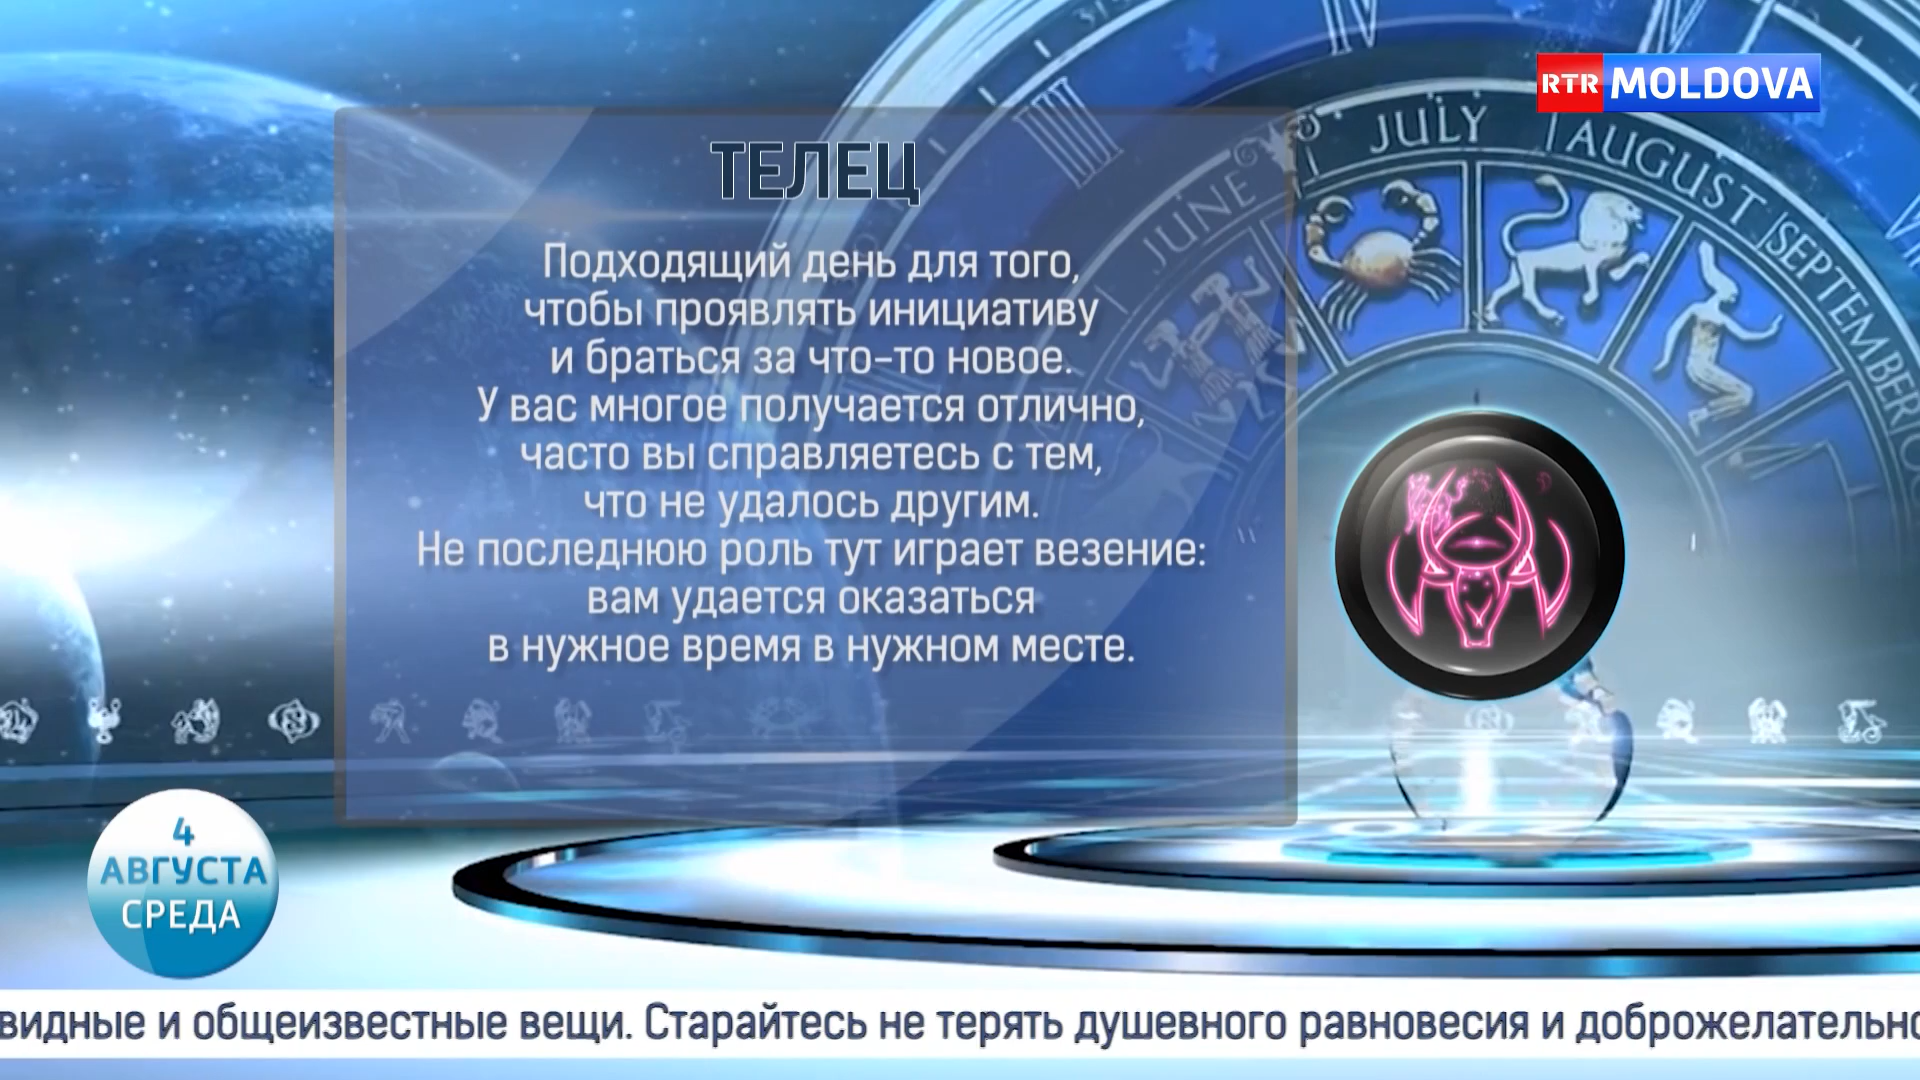 RTR MOLDOVA
JUNE
JULY
AUGUST
SEPTEMBER
ТЕЛЕЦ
Подходящий день для того,
чтобы проявлять инициативу
и браться за что-то новое.
У вас многое получается отлично,
часто вы справляетесь с тем,
что не удалось другим.
Не последнюю роль тут играет везение:
вам удается оказаться
в нужное время в нужном месте.
4
АВГУСТА
СРЕДА
видные и общеизвестные вещи. Старайтесь не терять душевного равновесия и доброжелательно